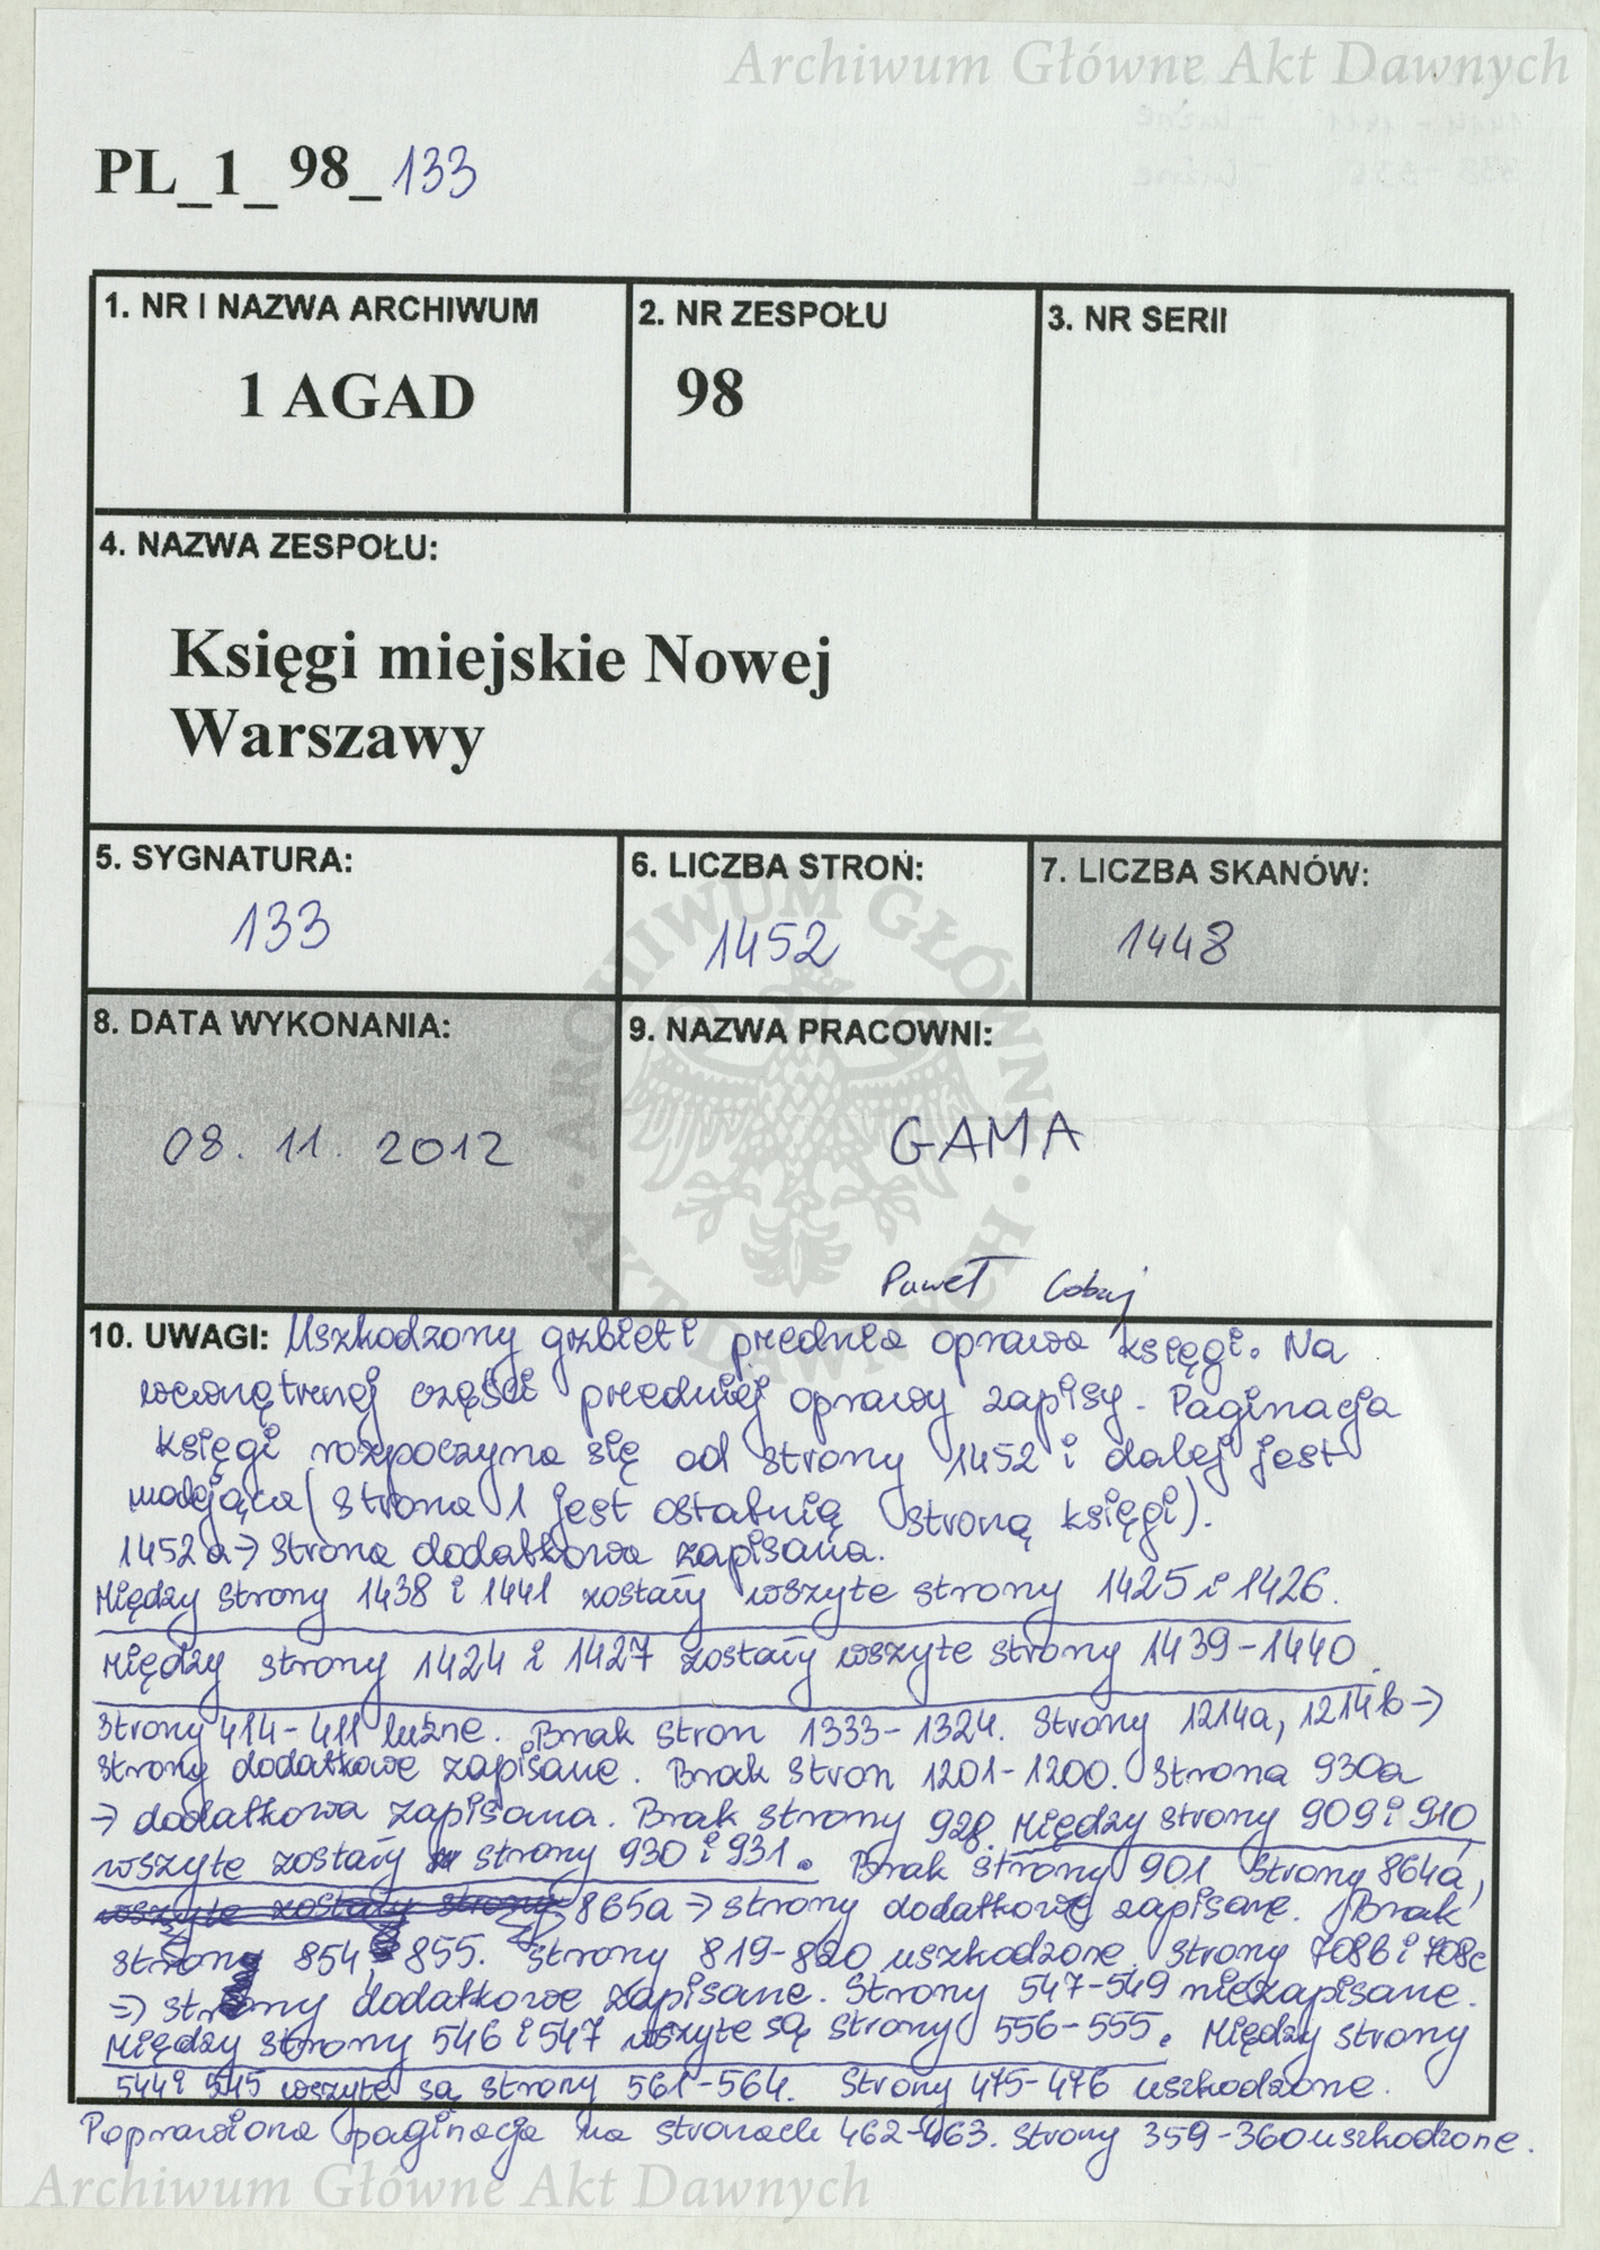 Archiwum Główne Akt Dawnych
PL_1_98_133
1. NR I NAZWA ARCHIWUM
1 AGAD
2. NR ZESPOŁU
98
3. NR SERII
4. NAZWA ZESPOŁU:
Księgi miejskie Nowej
Warszawy
5. SYGNATURA:
133
6. LICZBA STRON:
1452
7. LICZBA SKANÓW:
1448
8. DATA WYKONANIA:
08. 11. 2012
9. NAZWA PRACOWNI:
GAMA
Paweł
ARCHIWUM GŁÓWNE · AKT DAWNYCH ·
10. UWAGI: Uszkodzony grzbiet i przednia oprawa księgi. Na
wewnętrznej części przedniej oprawy zapisy. Paginacja
księgi rozpoczyna się od strony 1452 i dalej jest
malejąca (strona 1 jest ostatnią stroną księgi).
1452a → strona dodatkowa zapisana.
Między strony 1438 i 1441 zostały wszyte strony 1425 i 1426.
Między strony 1424 i 1427 zostały wszyte strony 1439-1440.
Strony 414-411 luźne. Brak stron 1333-1324. Strony 1214a, 1214b →
strony dodatkowe zapisane. Brak stron 1201-1200. Strona 930a
→ dodatkowa zapisana. Brak strony 928. Między strony 909 i 910
wszyte zostały strony 930 i 931. Brak strony 901 Strony 864a,
wszyte zostały strony 865a → strony dodatkowe zapisane. Brak
strony 854, 855. Strony 819-820 uszkodzone. Strony 708b i 708c
→ strony dodatkowe zapisane. Strony 547-549 niezapisane.
Między strony 546 i 547 wszyte są strony 556-555. Między strony
544 i 545 wszyte są strony 561-564. Strony 475-476 uszkodzone.
Poprawiona paginacja na stronach 462-463. Strony 359-360 uszkodzone.
Archiwum Główne Akt Dawnych